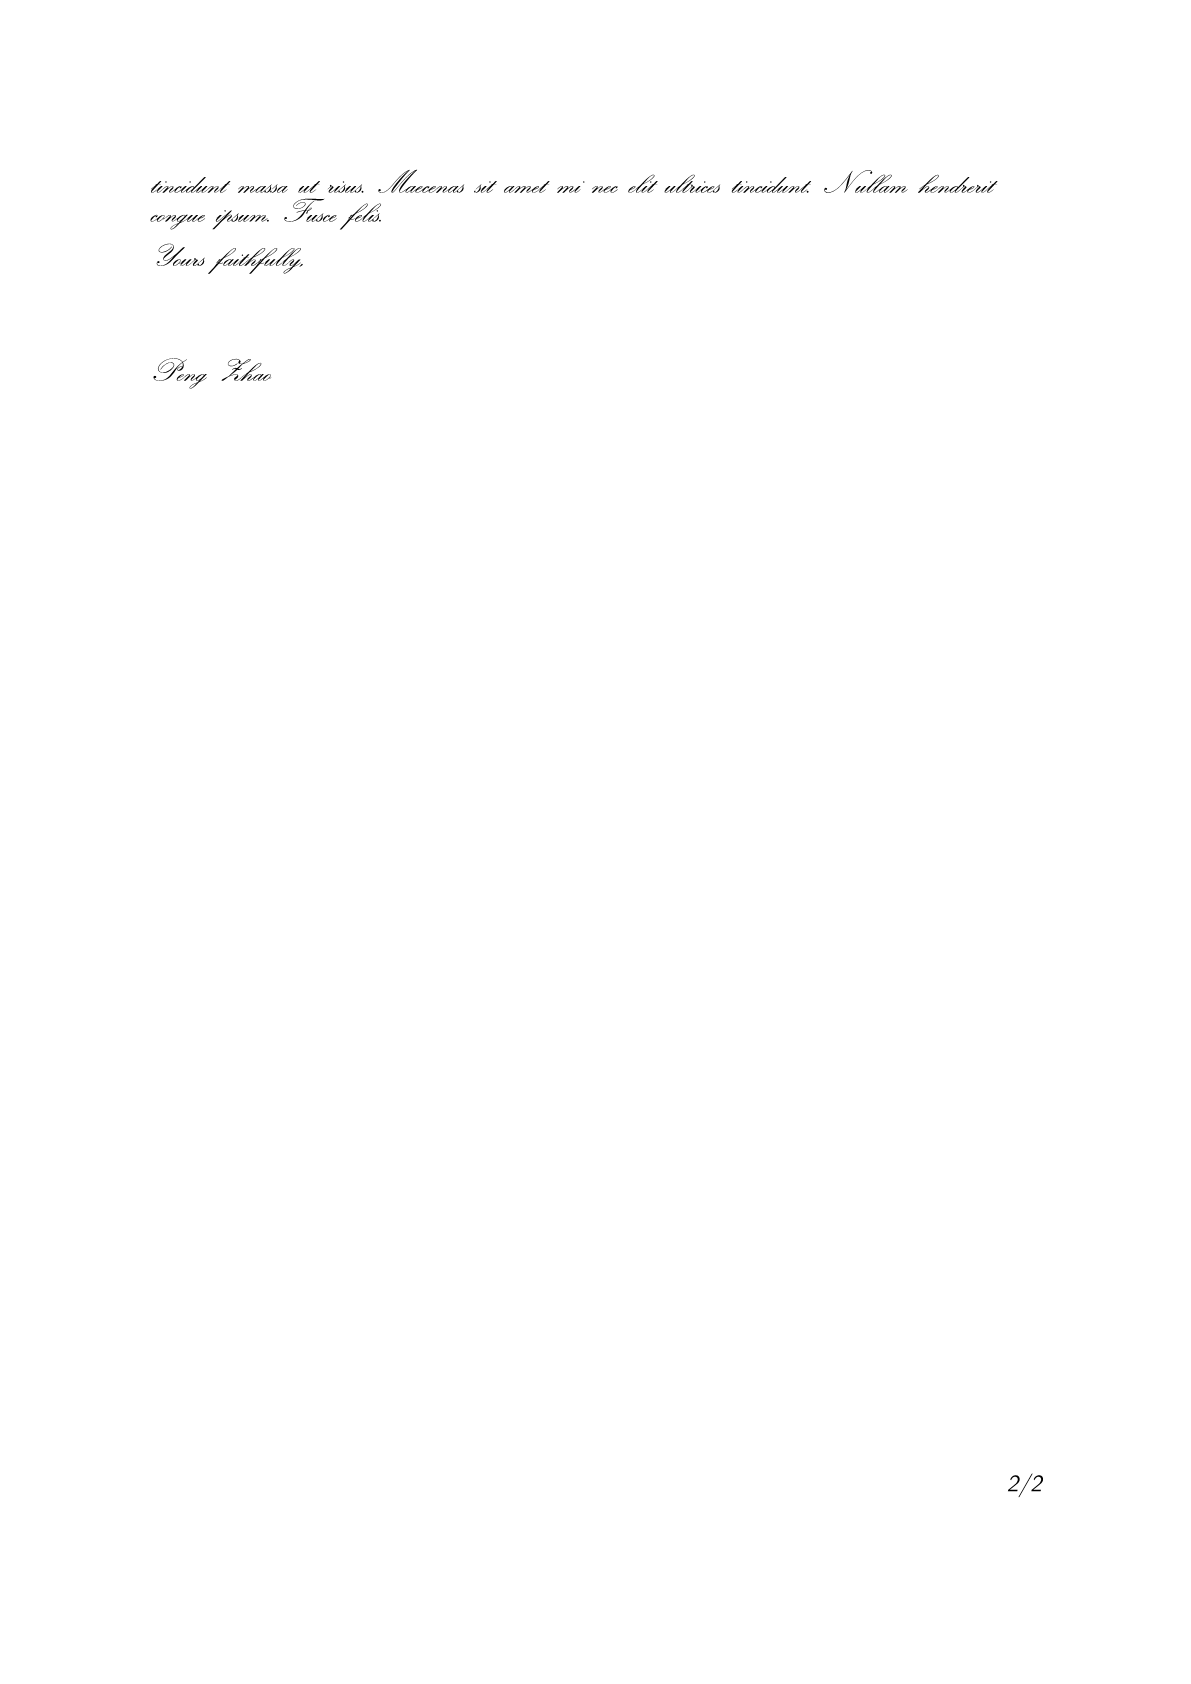 tincidunt massa ut risus. Maecenas sit amet mi nec elit ultrices tincidunt. Nullam hendrerit
congue ipsum. Fusce felis.
Yours faithfully,
Peng Zhao
2/2